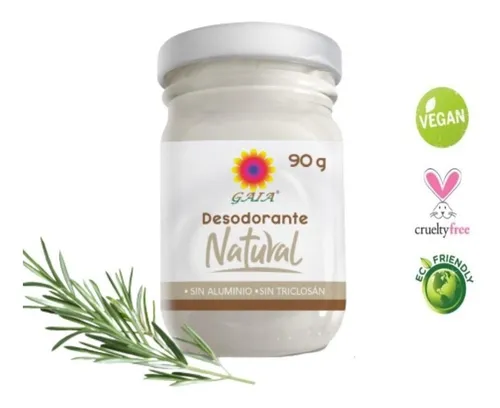 90 g
GAIA®
Desodorante
Natural
• SIN ALUMINIO • SIN TRICLOSÁN
VEGAN
crueltyfree
ECO FRIENDLY